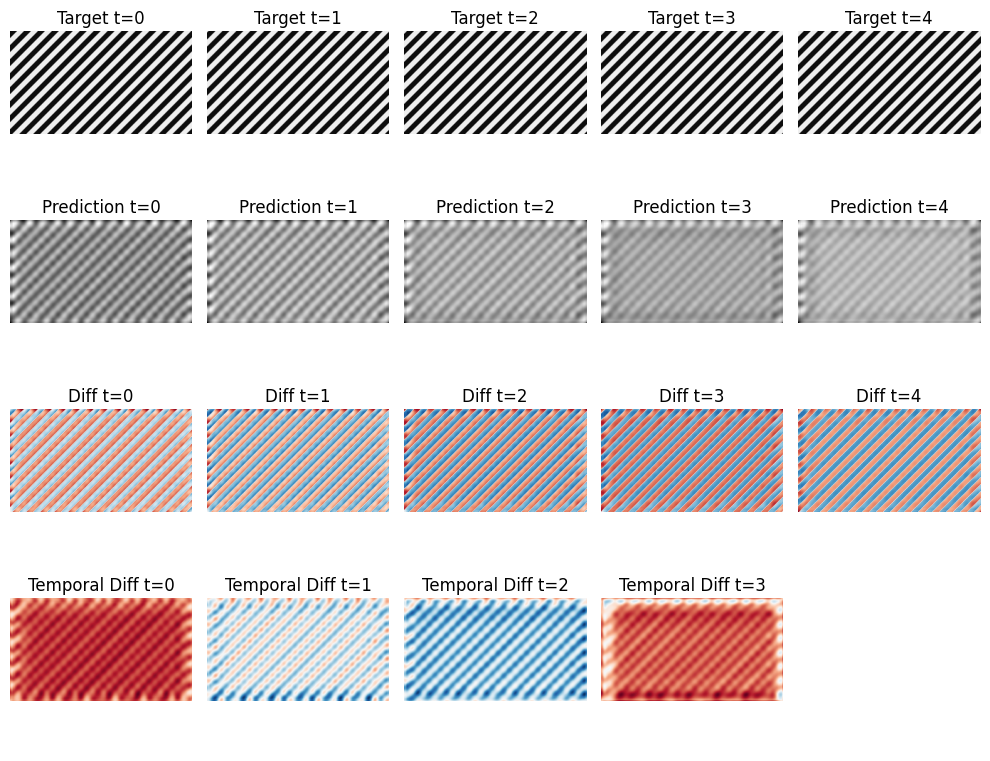 Target t=0 Target t=1 Target t=2 Target t=3 Target t=4
Prediction t=0 Prediction t=1 Prediction t=2 Prediction t=3 Prediction t=4
Diff t=0 Diff t=1 Diff t=2 Diff t=3 Diff t=4
Temporal Diff t=0 Temporal Diff t=1 Temporal Diff t=2 Temporal Diff t=3